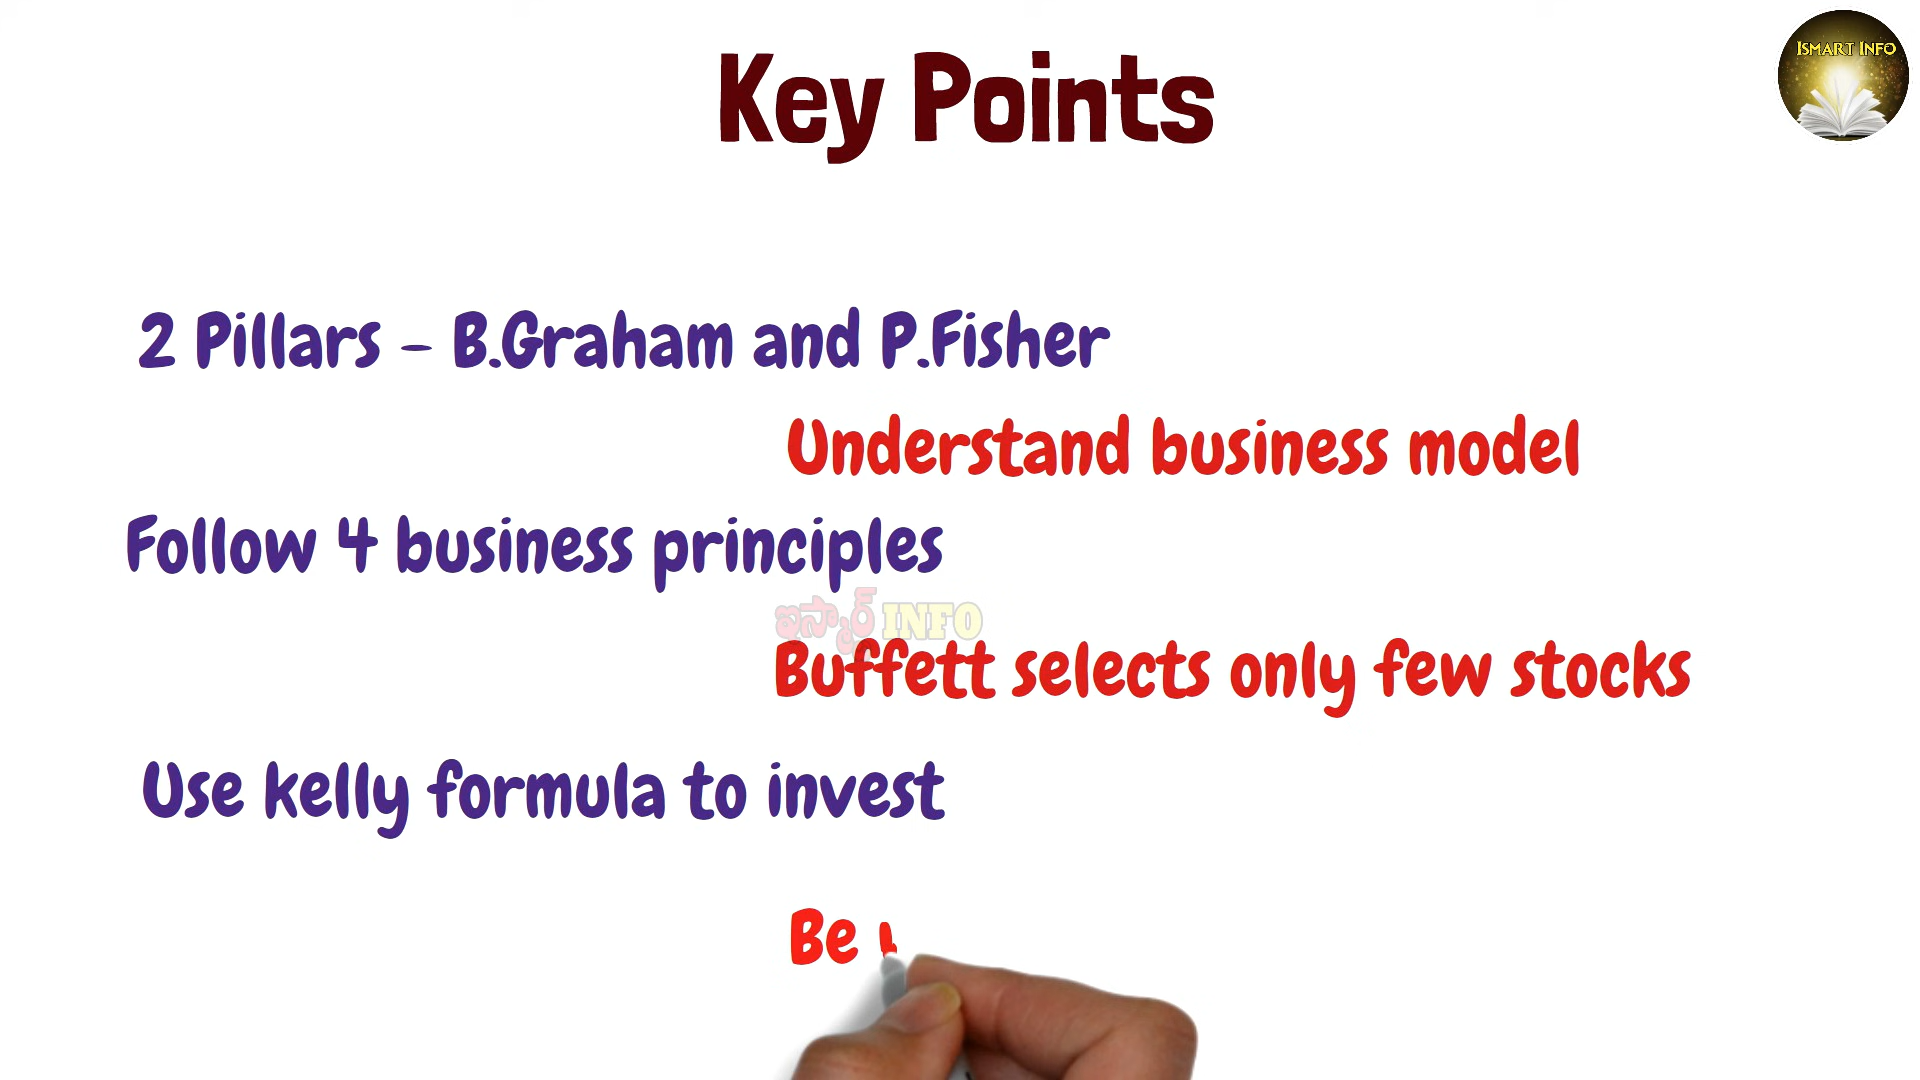 Key Points
ISMART INFO
2 Pillars - B.Graham and P.Fisher
Understand business model
Follow 4 business principles
ఇస్మార్ట్ INFO
Buffett selects only few stocks
Use kelly formula to invest
Be